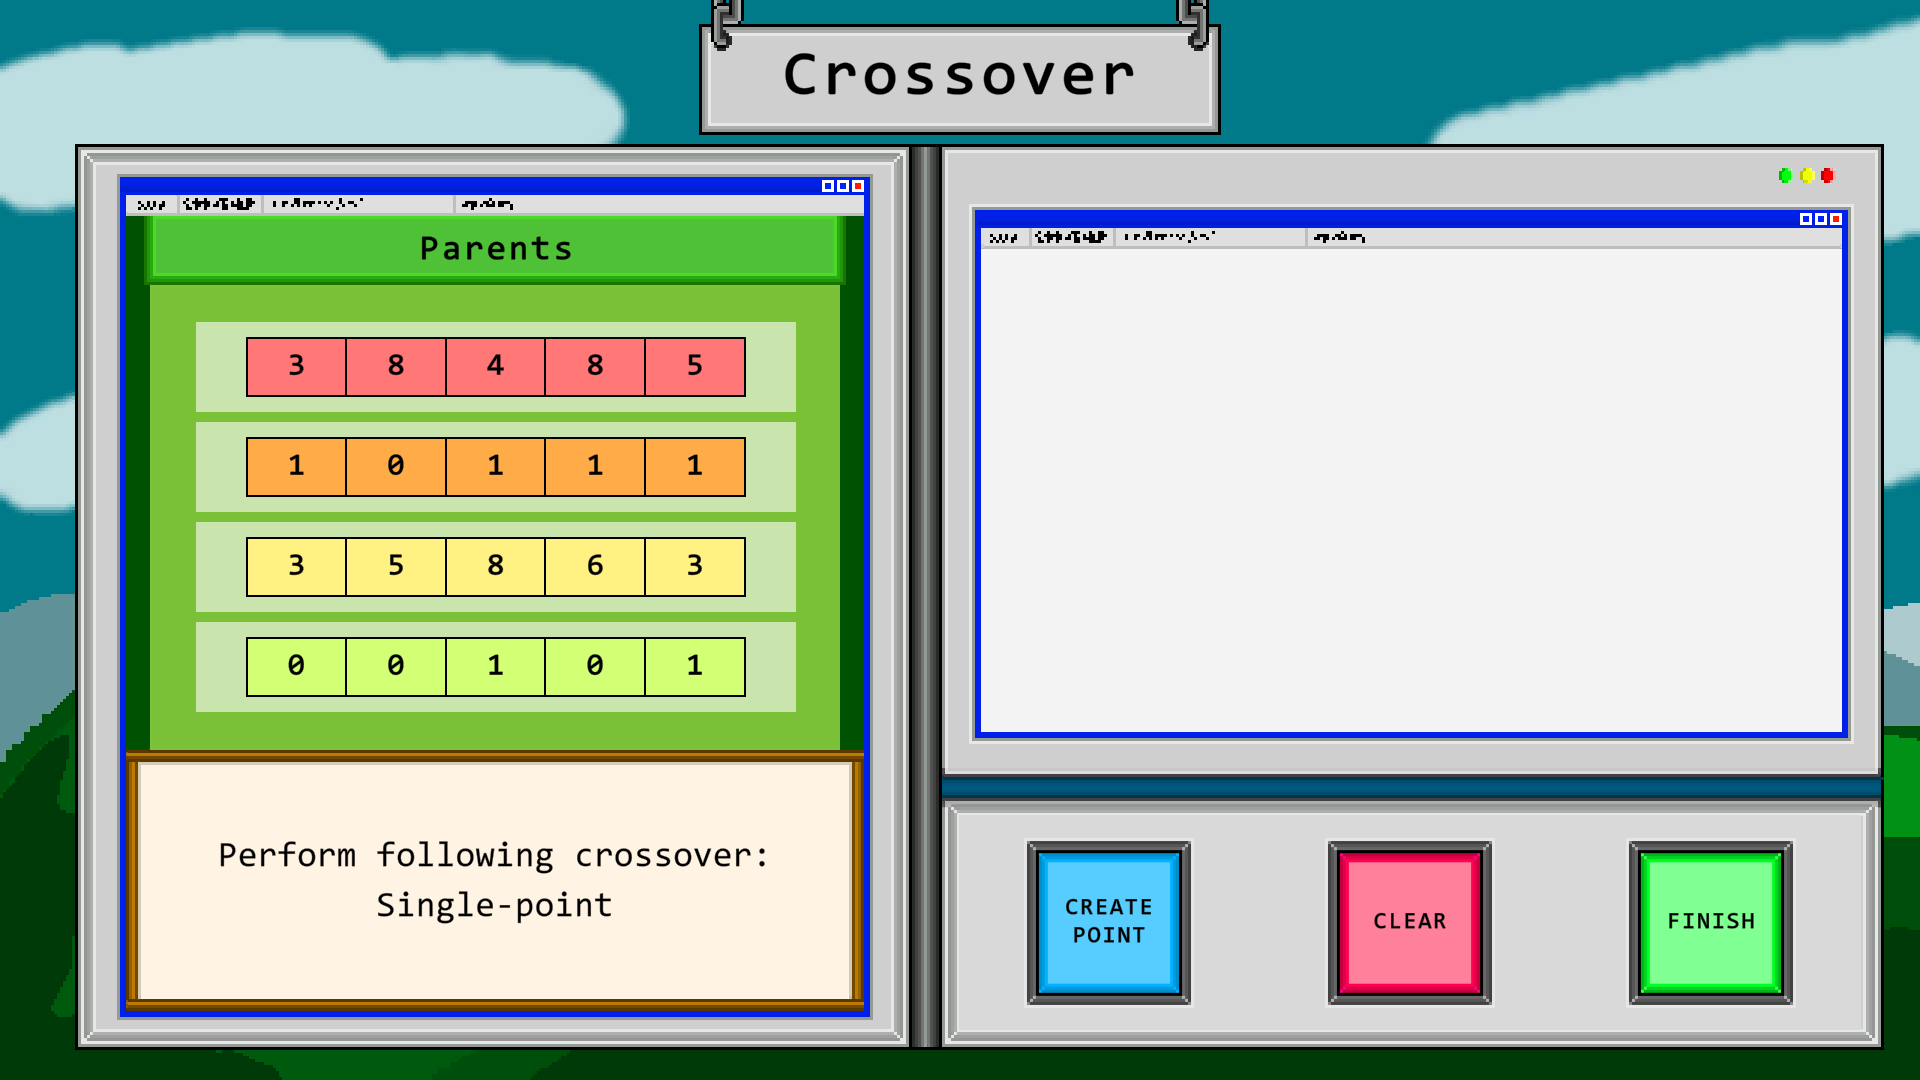 Crossover
Parents
3 8 4 8 5
1 0 1 1 1
3 5 8 6 3
0 0 1 0 1
Perform following crossover:
Single-point
CREATE
POINT
CLEAR
FINISH